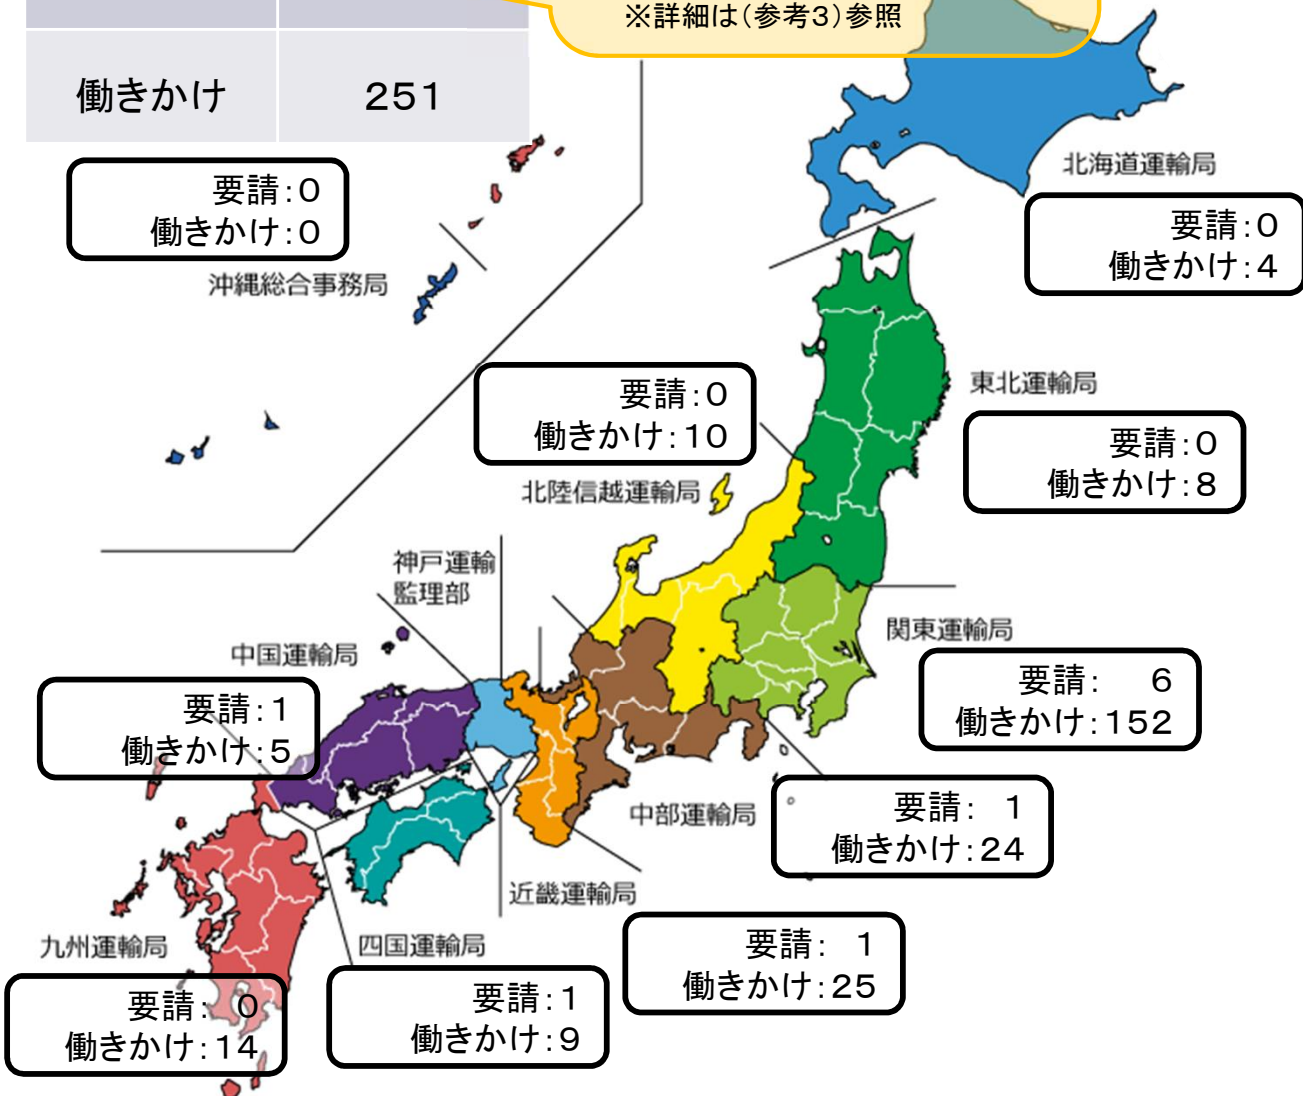 ※詳細は(参考3)参照
働きかけ 251
要請:0
働きかけ:0
沖縄総合事務局
北海道運輸局
要請:0
働きかけ:4
東北運輸局
要請:0
働きかけ:8
要請:0
働きかけ:10
北陸信越運輸局
神戸運輸
監理部
関東運輸局
要請: 6
働きかけ:152
中国運輸局
要請:1
働きかけ:5
中部運輸局
要請: 1
働きかけ:24
近畿運輸局
要請: 1
働きかけ:25
四国運輸局
要請:1
働きかけ:9
九州運輸局
要請: 0
働きかけ:14